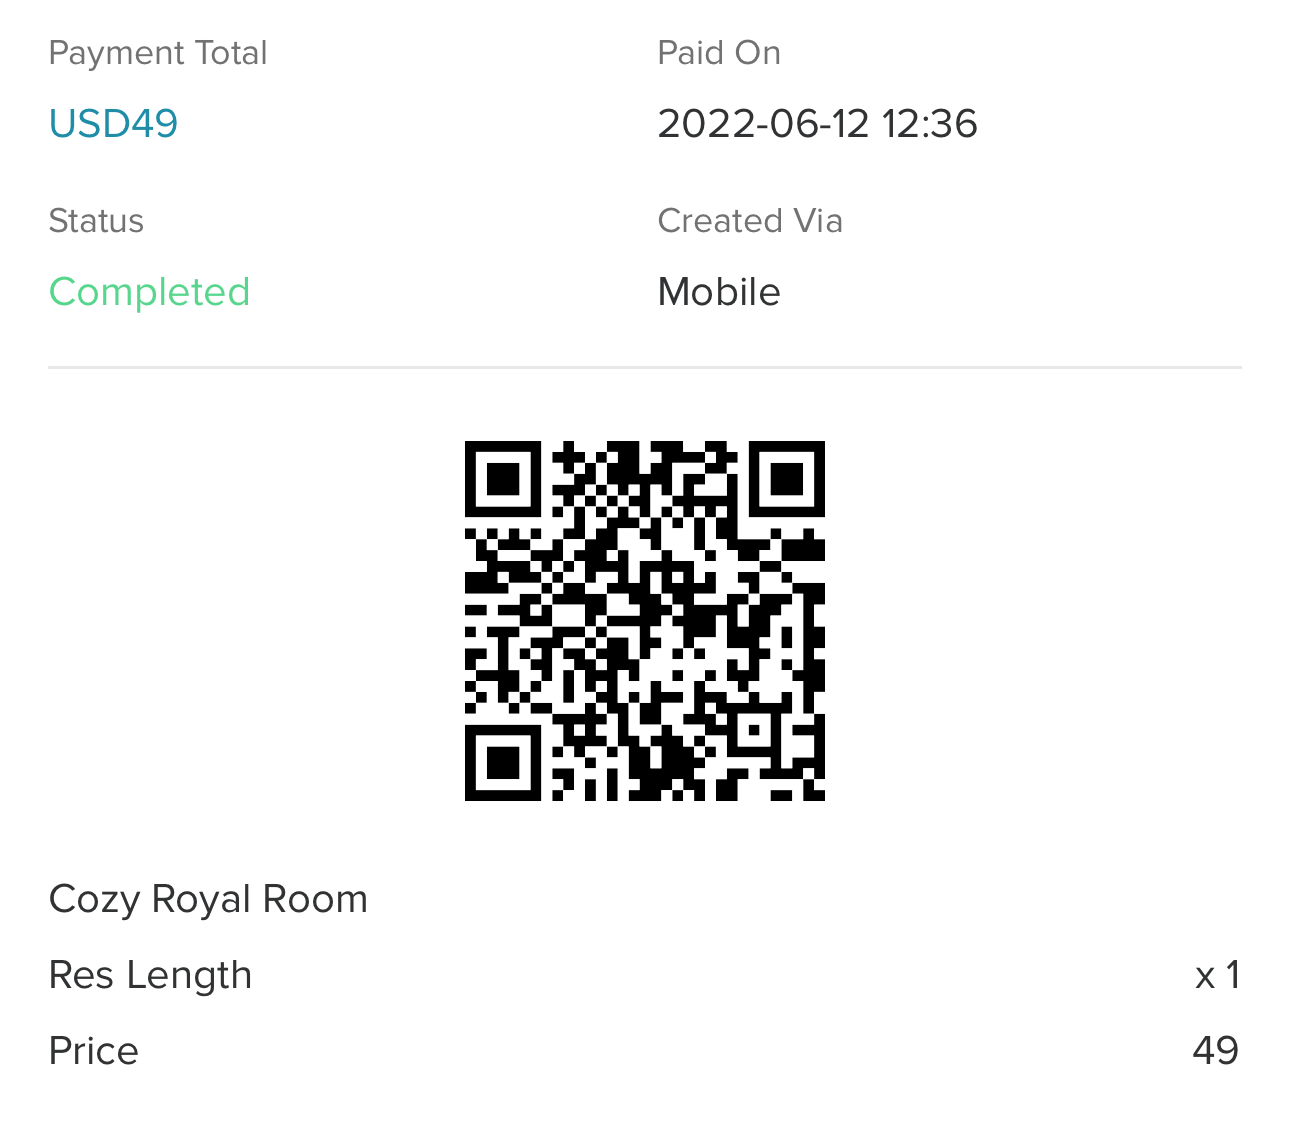 Payment Total
Paid On
USD49
2022-06-12 12:36
Status
Created Via
Completed
Mobile
Cozy Royal Room
Res Length x 1
Price 49